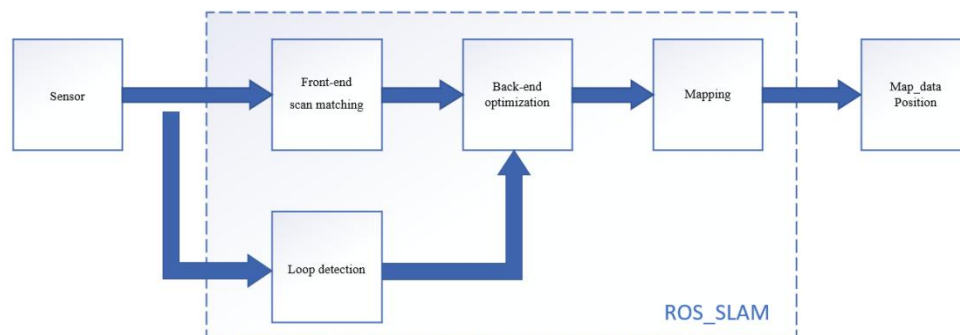 Sensor
Front-end
scan matching
Back-end
optimization
Mapping
Map_data
Position
Loop detection
ROS_SLAM